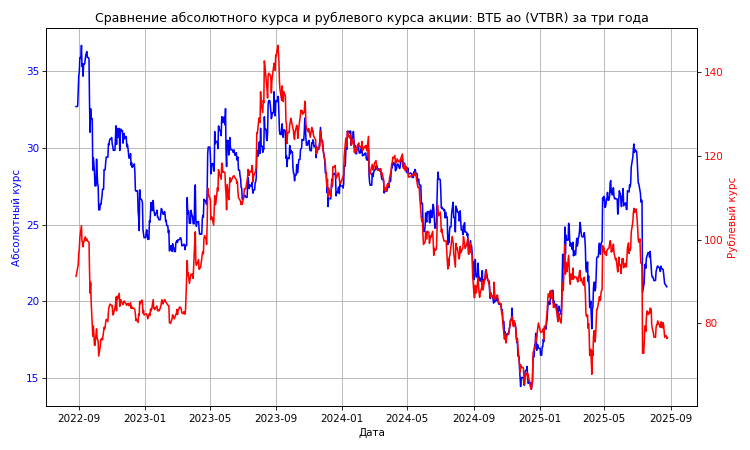 Сравнение абсолютного курса и рублевого курса акции: ВТБ ао (VTBR) за три года
Абсолютный курс
35
30
25
20
15
140
120
100
80
Рублевый курс
2022-09 2023-01 2023-05 2023-09 2024-01 2024-05 2024-09 2025-01 2025-05 2025-09
Дата